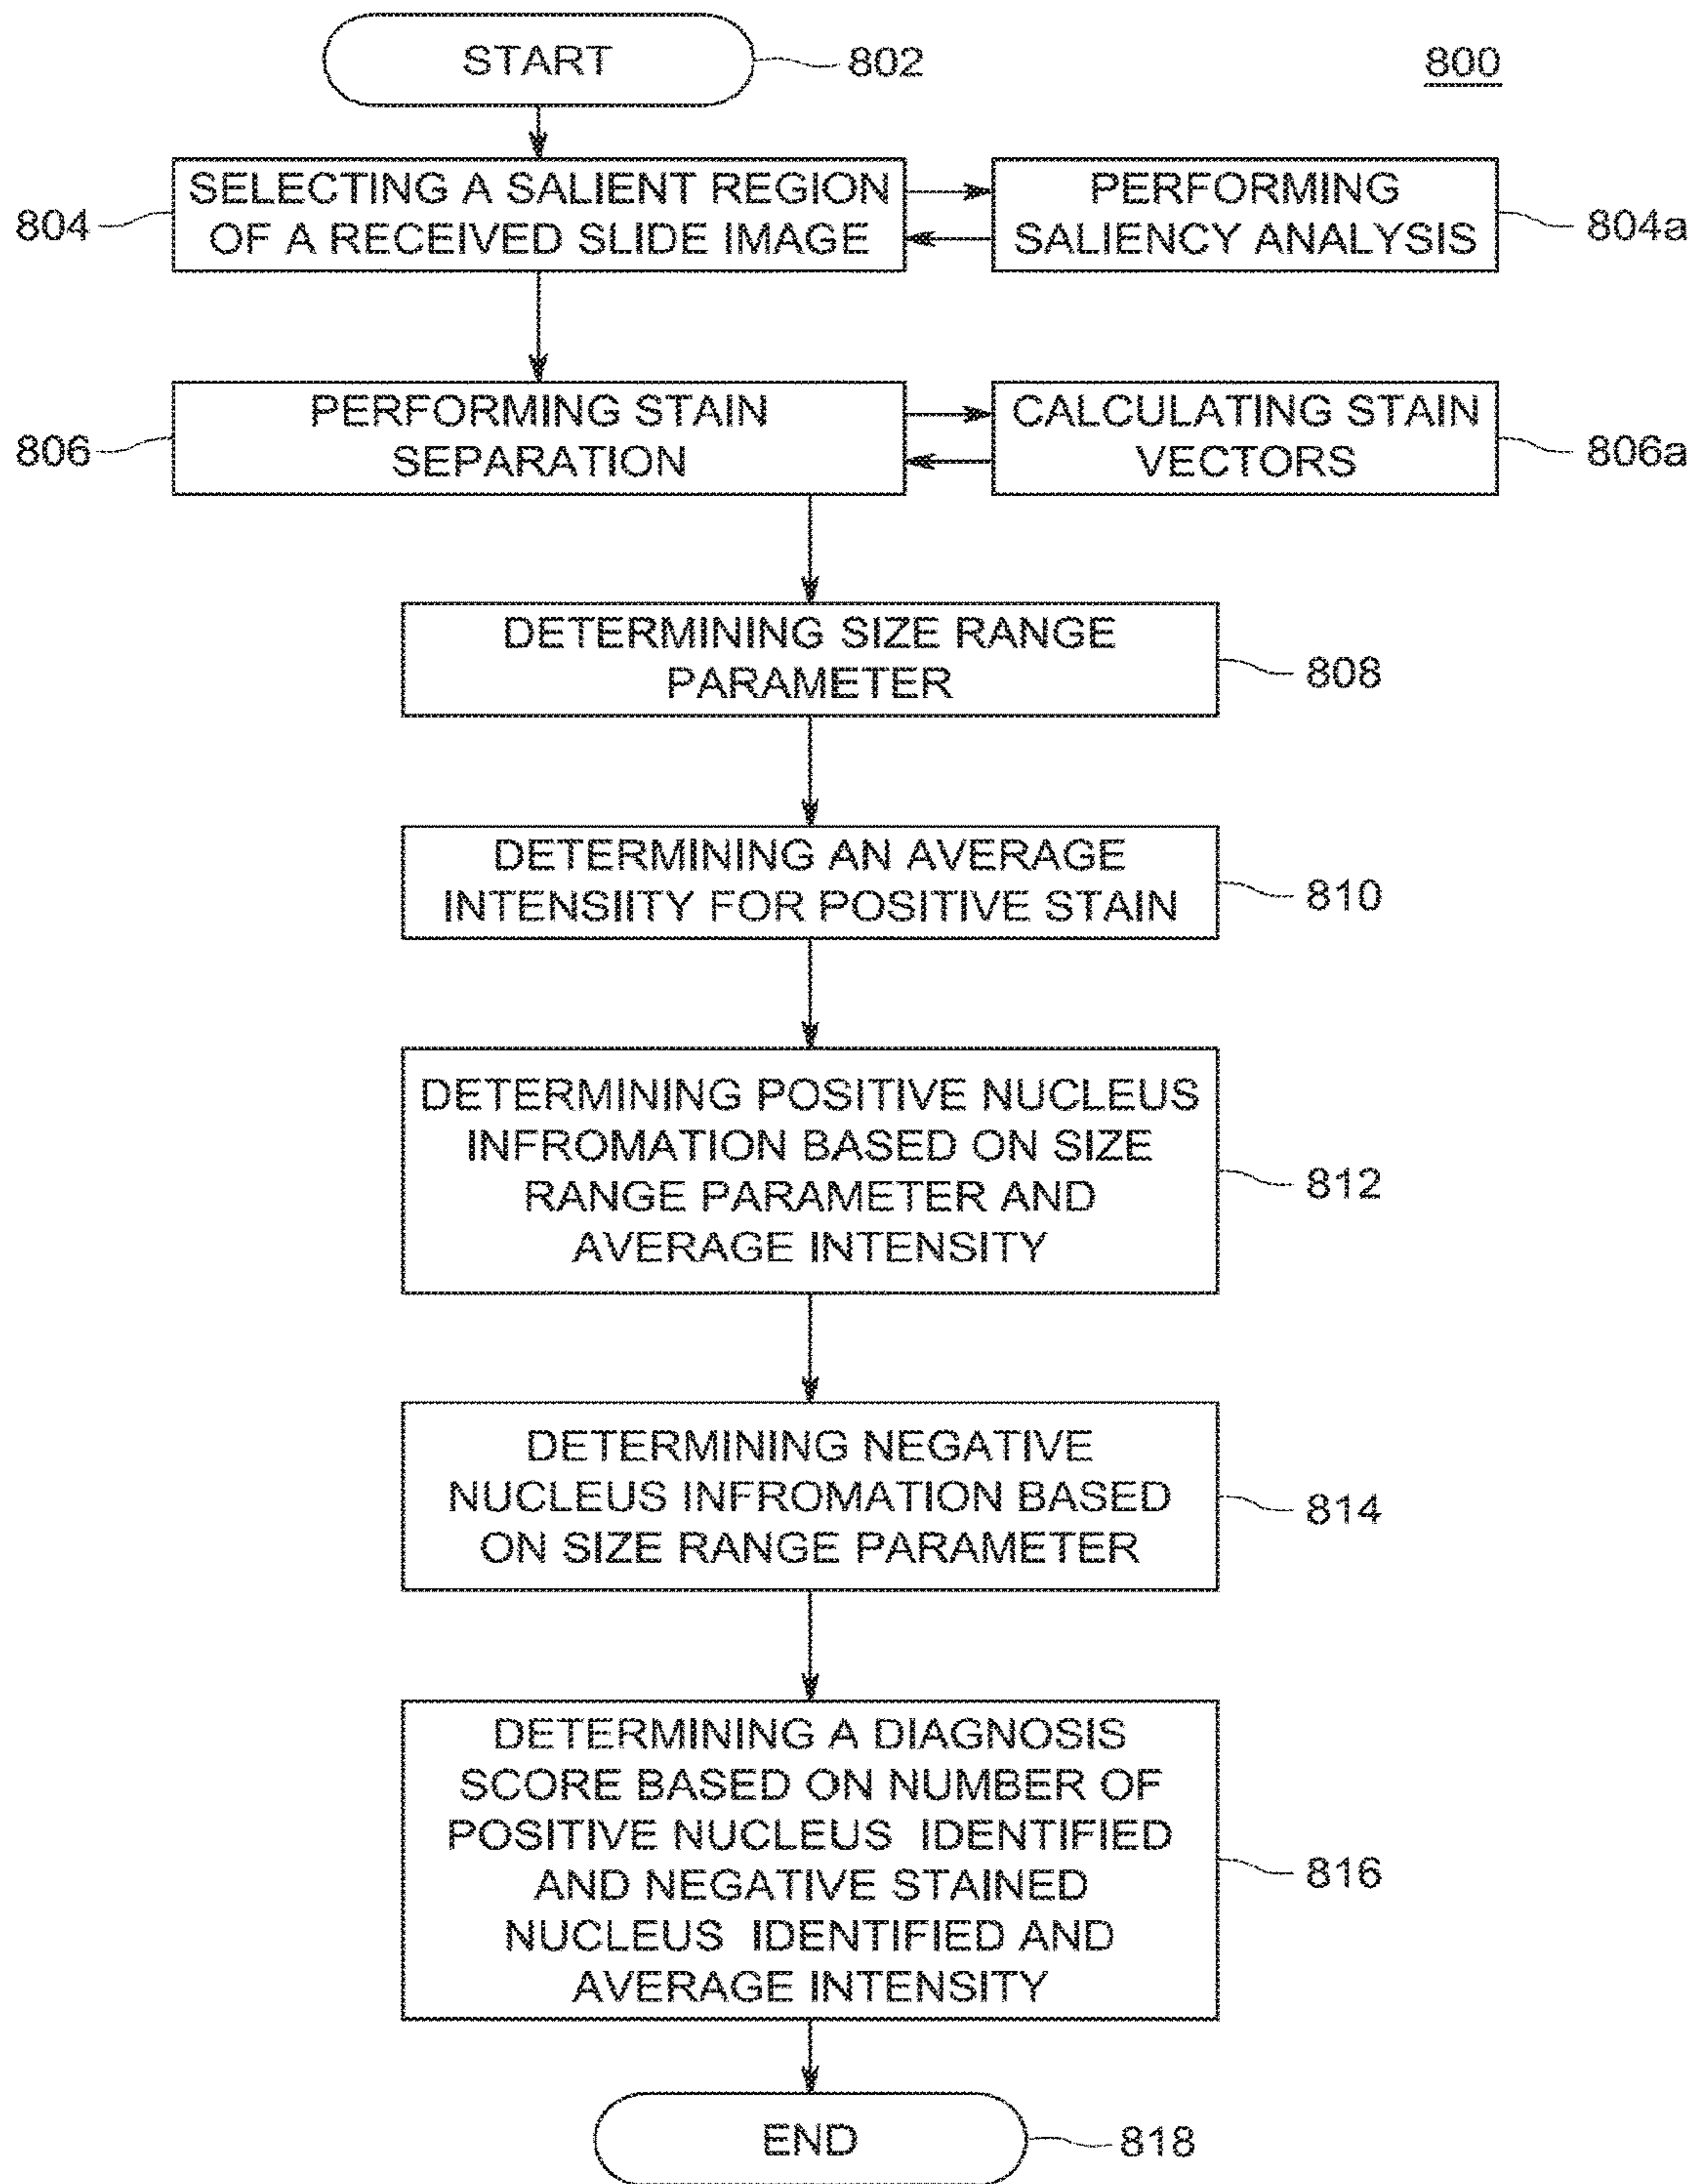 START
802
800
SELECTING A SALIENT REGION
OF A RECEIVED SLIDE IMAGE
804
PERFORMING
SALIENCY ANALYSIS
804a
PERFORMING STAIN
SEPARATION
806
CALCULATING STAIN
VECTORS
806a
DETERMINING SIZE RANGE
PARAMETER
808
DETERMINING AN AVERAGE
INTENSIITY FOR POSITIVE STAIN
810
DETERMINING POSITIVE NUCLEUS
INFROMATION BASED ON SIZE
RANGE PARAMETER AND
AVERAGE INTENSITY
812
DETERMINING NEGATIVE
NUCLEUS INFROMATION BASED
ON SIZE RANGE PARAMETER
814
DETERMINING A DIAGNOSIS
SCORE BASED ON NUMBER OF
POSITIVE NUCLEUS IDENTIFIED
AND NEGATIVE STAINED
NUCLEUS IDENTIFIED AND
AVERAGE INTENSITY
816
END
818